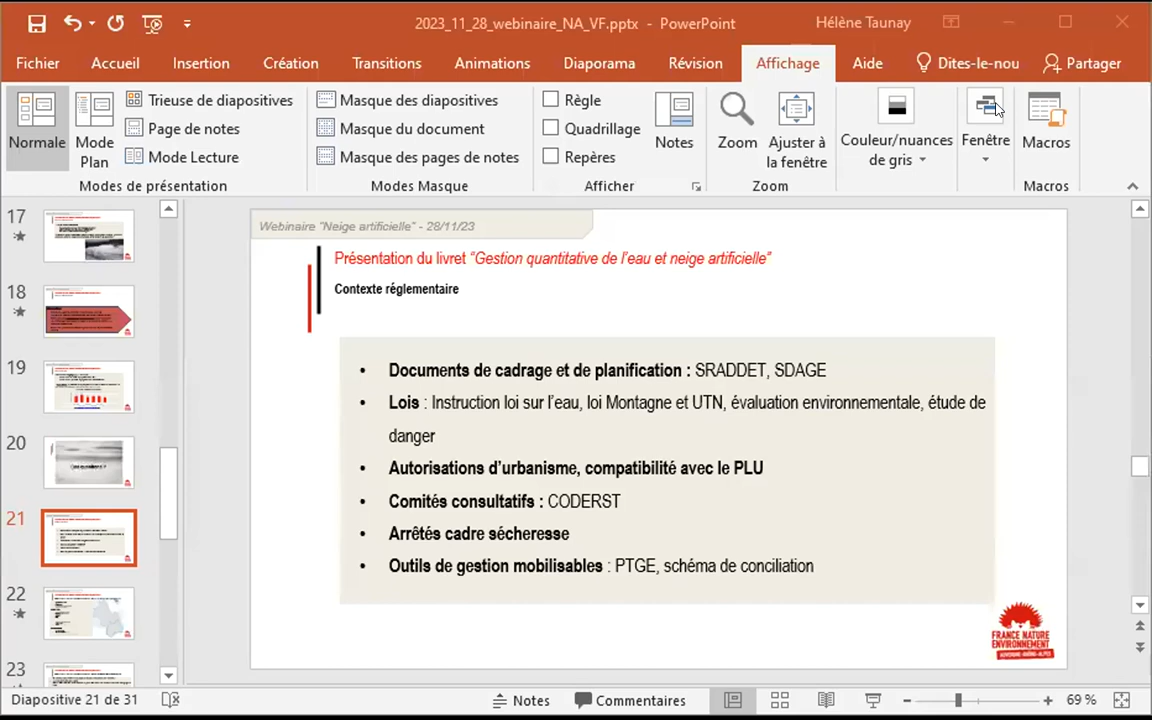 2023_11_28_webinaire_NA_VF.pptx - PowerPoint
Hélène Taunay
Fichier Accueil Insertion Création Transitions Animations Diaporama Révision Affichage Aide Dites-le-nou Partager
Normale
Mode Plan
Trieuse de diapositives
Page de notes
Mode Lecture
Modes de présentation
Masque des diapositives
Masque du document
Masque des pages de notes
Modes Masque
Règle
Quadrillage
Repères
Afficher
Notes
Zoom
Ajouter à
la fenêtre
Zoom
Couleur/nuances
de gris
Fenêtre
Macros
Macros
17
18
19
20
21
22
23
Webinaire "Neige artificielle" - 28/11/23
Présentation du livret “Gestion quantitative de l’eau et neige artificielle”
Contexte réglementaire
• Documents de cadrage et de planification : SRADDET, SDAGE
• Lois : Instruction loi sur l’eau, loi Montagne et UTN, évaluation environnementale, étude de
danger
• Autorisations d’urbanisme, compatibilité avec le PLU
• Comités consultatifs : CODERST
• Arrêtés cadre sécheresse
• Outils de gestion mobilisables : PTGE, schéma de conciliation
FRANCE NATURE
ENVIRONNEMENT
AUVERGNE-RHÔNE-ALPES
Diapositive 21 de 31
Notes
Commentaires
69 %